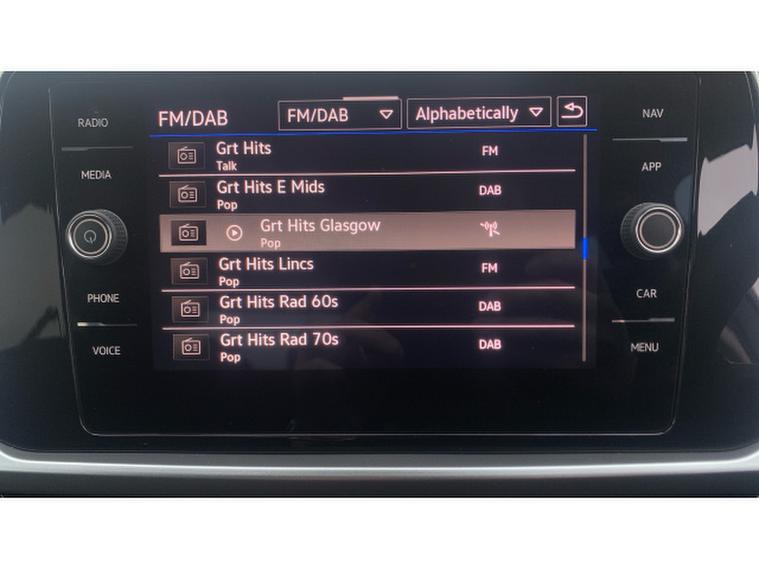 RADIO
MEDIA
PHONE
VOICE
FM/DAB
FM/DAB
Alphabetically
Grt Hits
FM
Talk
Grt Hits E Mids
DAB
Pop
Grt Hits Glasgow
Pop
Grt Hits Lincs
FM
Pop
Grt Hits Rad 60s
DAB
Pop
Grt Hits Rad 70s
DAB
Pop
NAV
APP
CAR
MENU